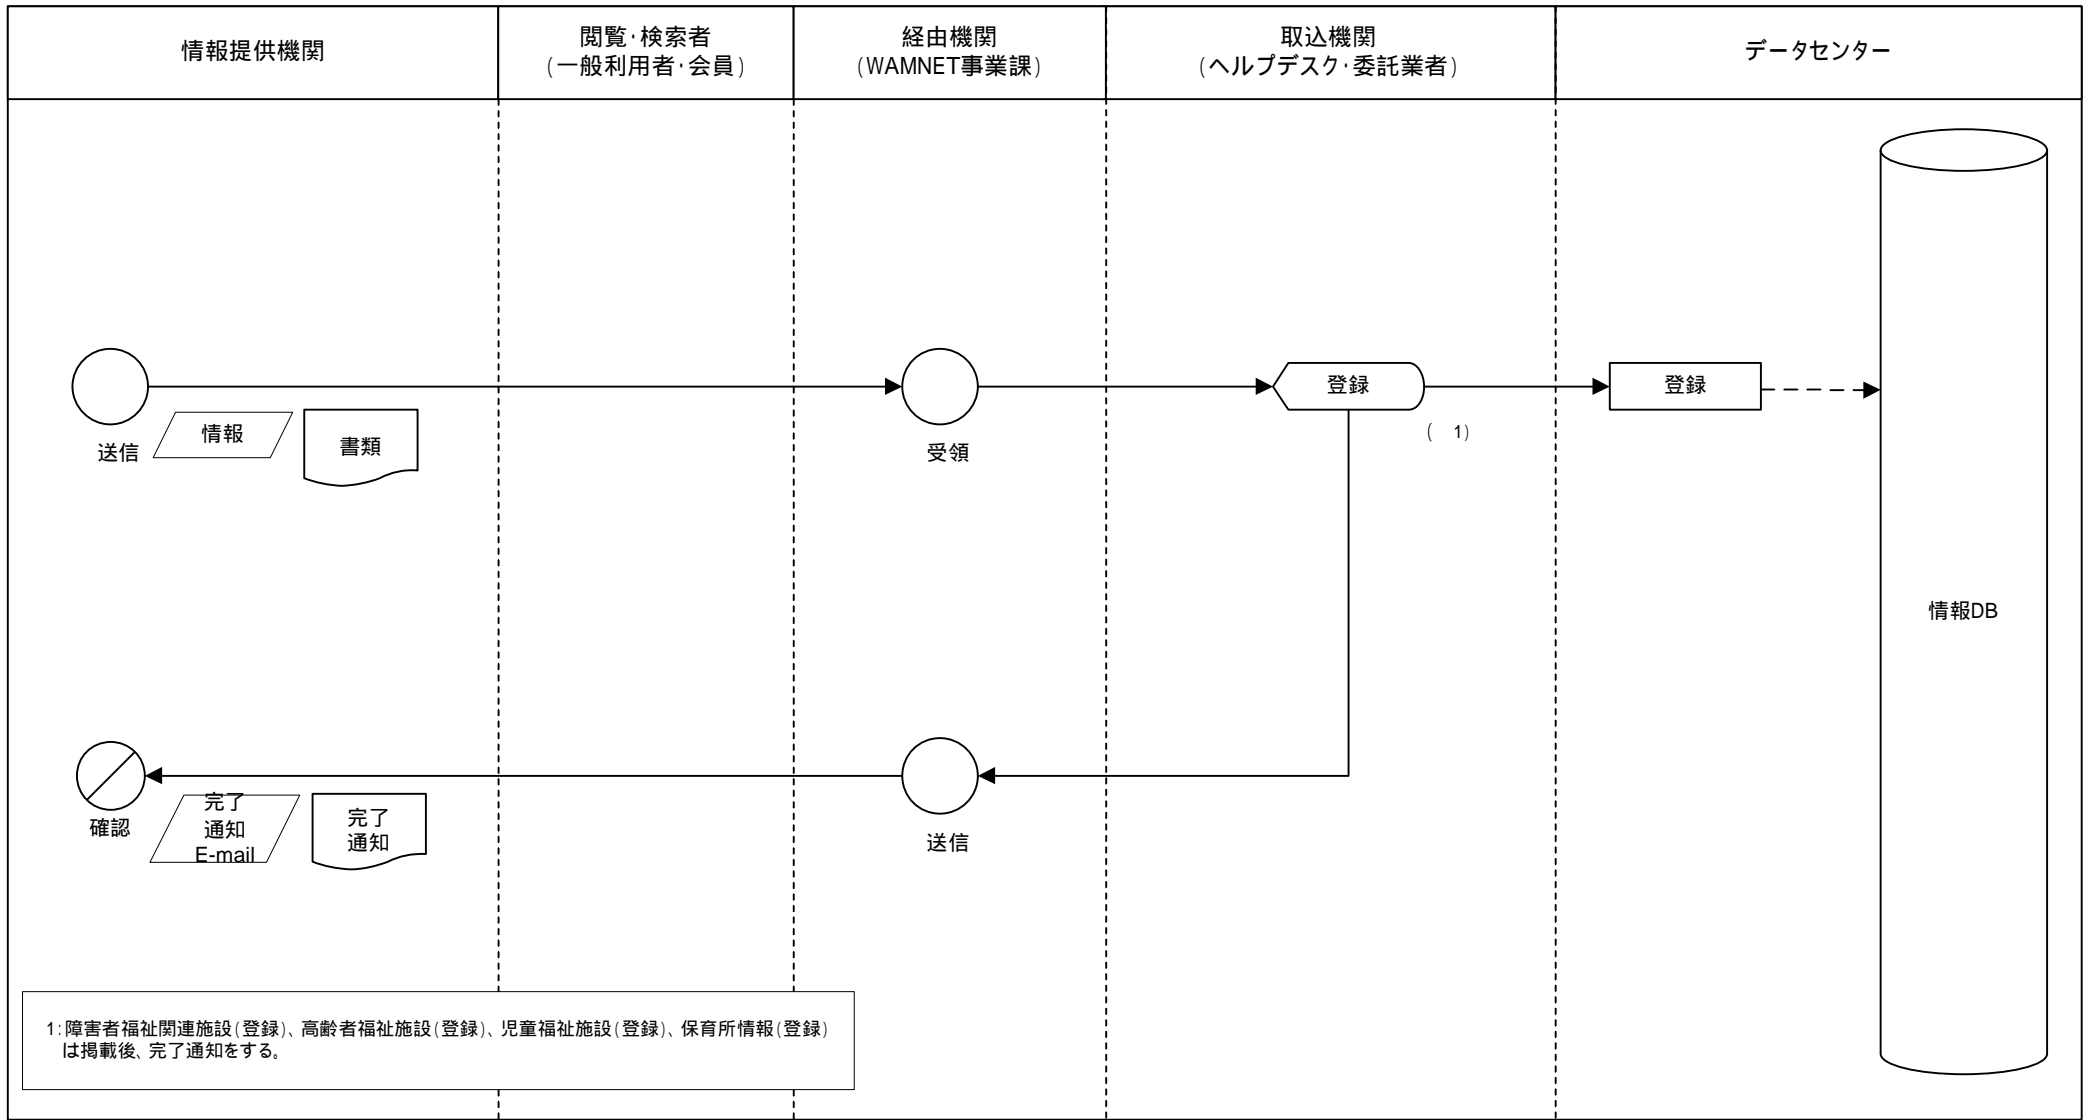 情報提供機関
閲覧・検索者
(一般利用者・会員)
経由機関
(WAMNET事業課)
取込機関
(ヘルプデスク・委託業者)
データセンター
登録
登録
情報
書類
(　1)
送信
受領
情報DB
完了
通知
E-mail
完了
通知
確認
送信
1:障害者福祉関連施設(登録)、高齢者福祉施設(登録)、児童福祉施設(登録)、保育所情報(登録)
は掲載後、完了通知をする。